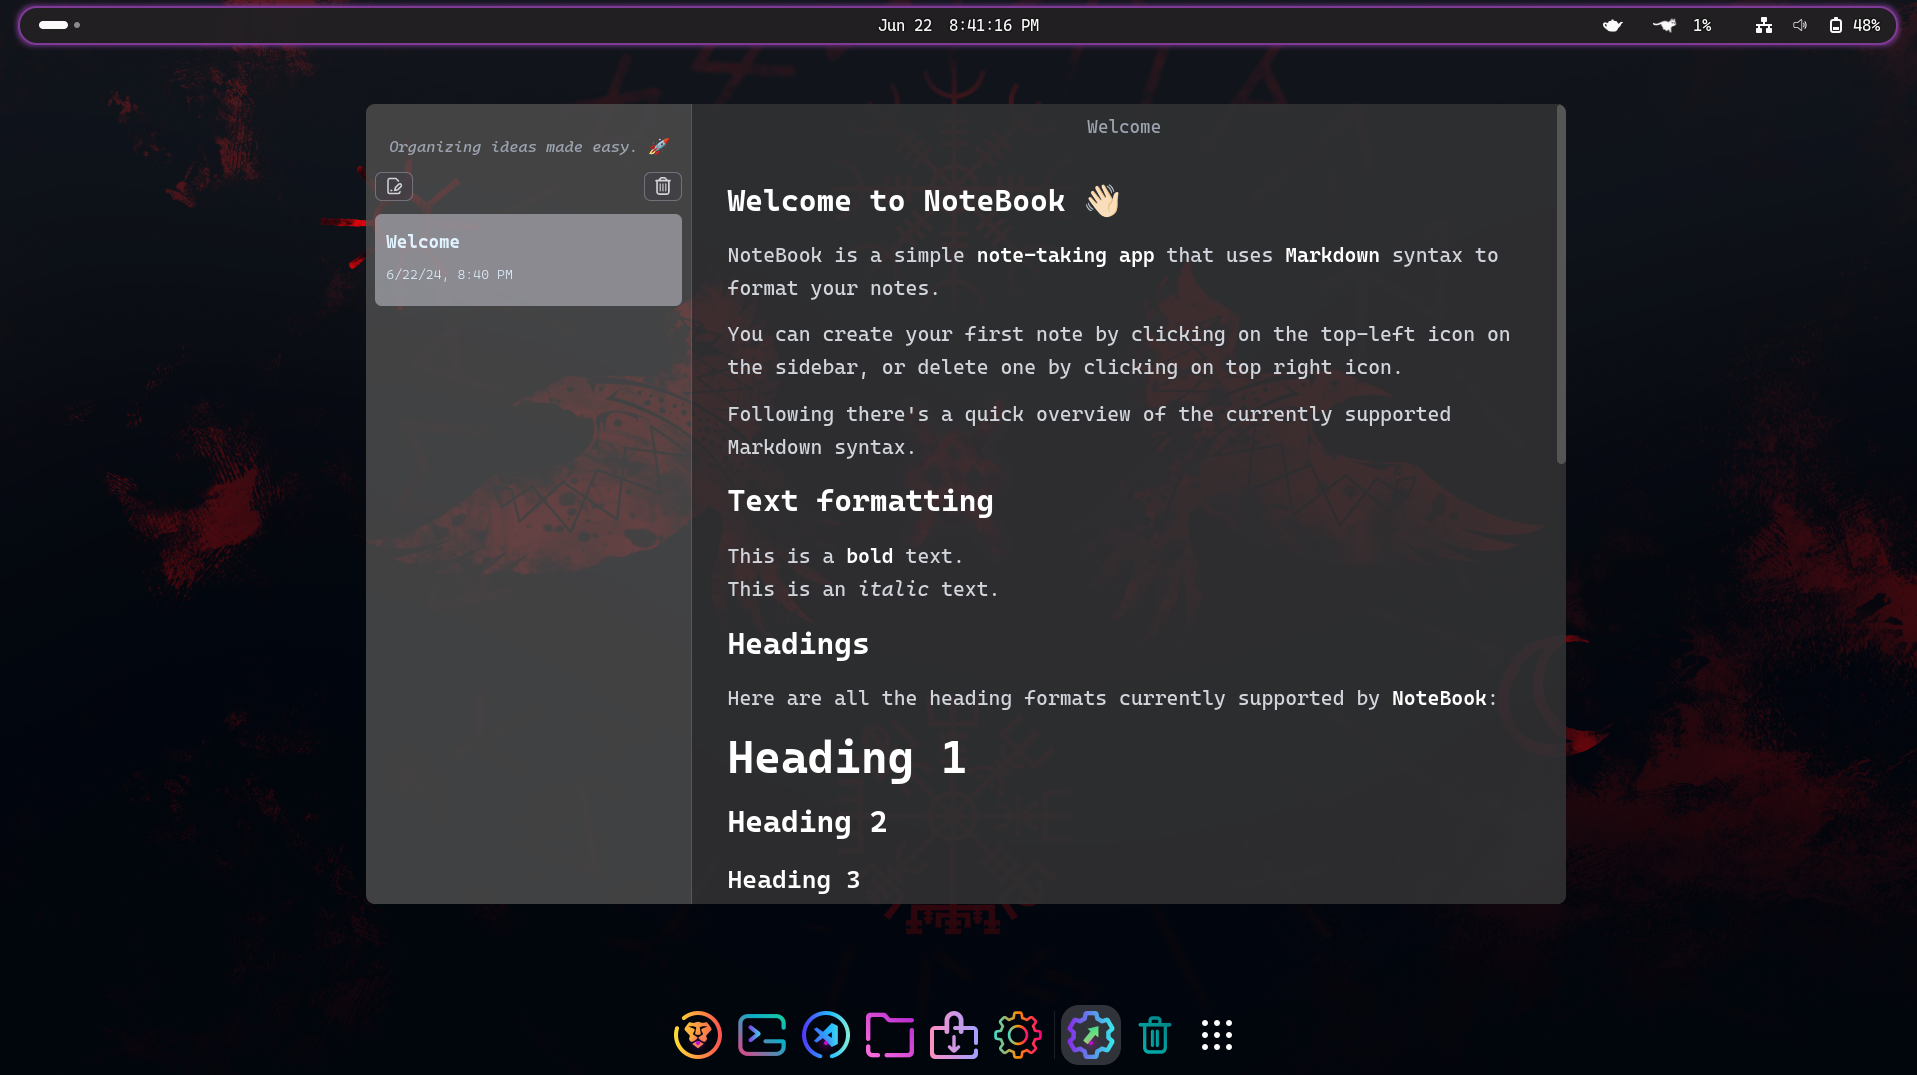 Jun 22  8:41:16 PM
1%
48%
Organizing ideas made easy. 🚀
Welcome
6/22/24, 8:40 PM
Welcome
Welcome to NoteBook 👋🏻
NoteBook is a simple note-taking app that uses Markdown syntax to
format your notes.
You can create your first note by clicking on the top-left icon on
the sidebar, or delete one by clicking on top right icon.
Following there's a quick overview of the currently supported
Markdown syntax.
Text formatting
This is a bold text.
This is an italic text.
Headings
Here are all the heading formats currently supported by NoteBook:
Heading 1
Heading 2
Heading 3